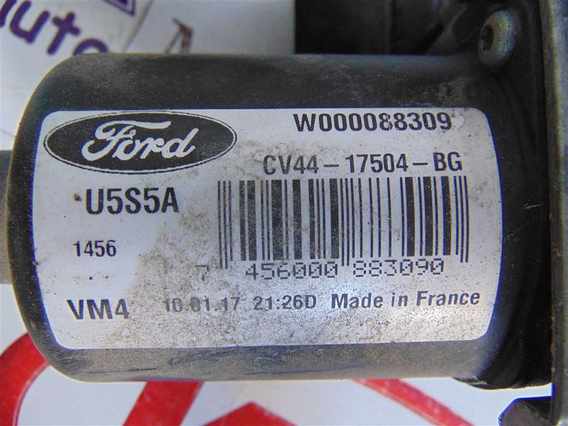 auto
Ford
W000088309
CV44-17504-BG
U5S5A
1456
7 456000 883090
VM4 10.01.17 21:26D Made in France